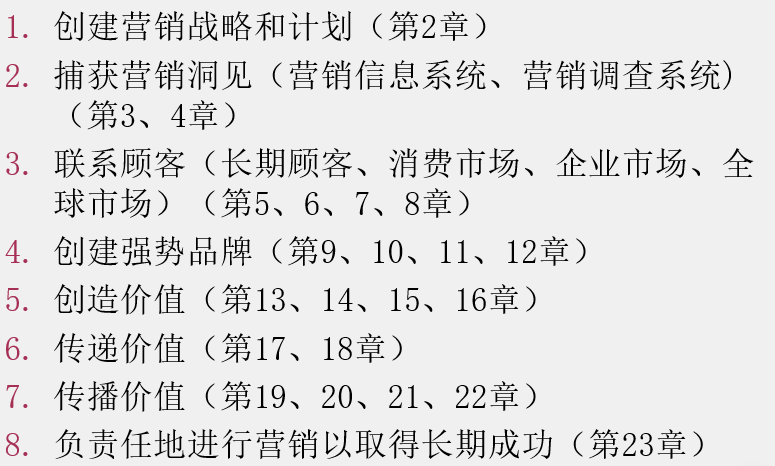 1. 创建营销战略和计划（第2章）
2. 捕获营销洞见（营销信息系统、营销调查系统)
（第3、4章）
3. 联系顾客（长期顾客、消费市场、企业市场、全
球市场）（第5、6、7、8章）
4. 创建强势品牌（第9、10、11、12章）
5. 创造价值（第13、14、15、16章）
6. 传递价值（第17、18章）
7. 传播价值（第19、20、21、22章）
8. 负责任地进行营销以取得长期成功（第23章）